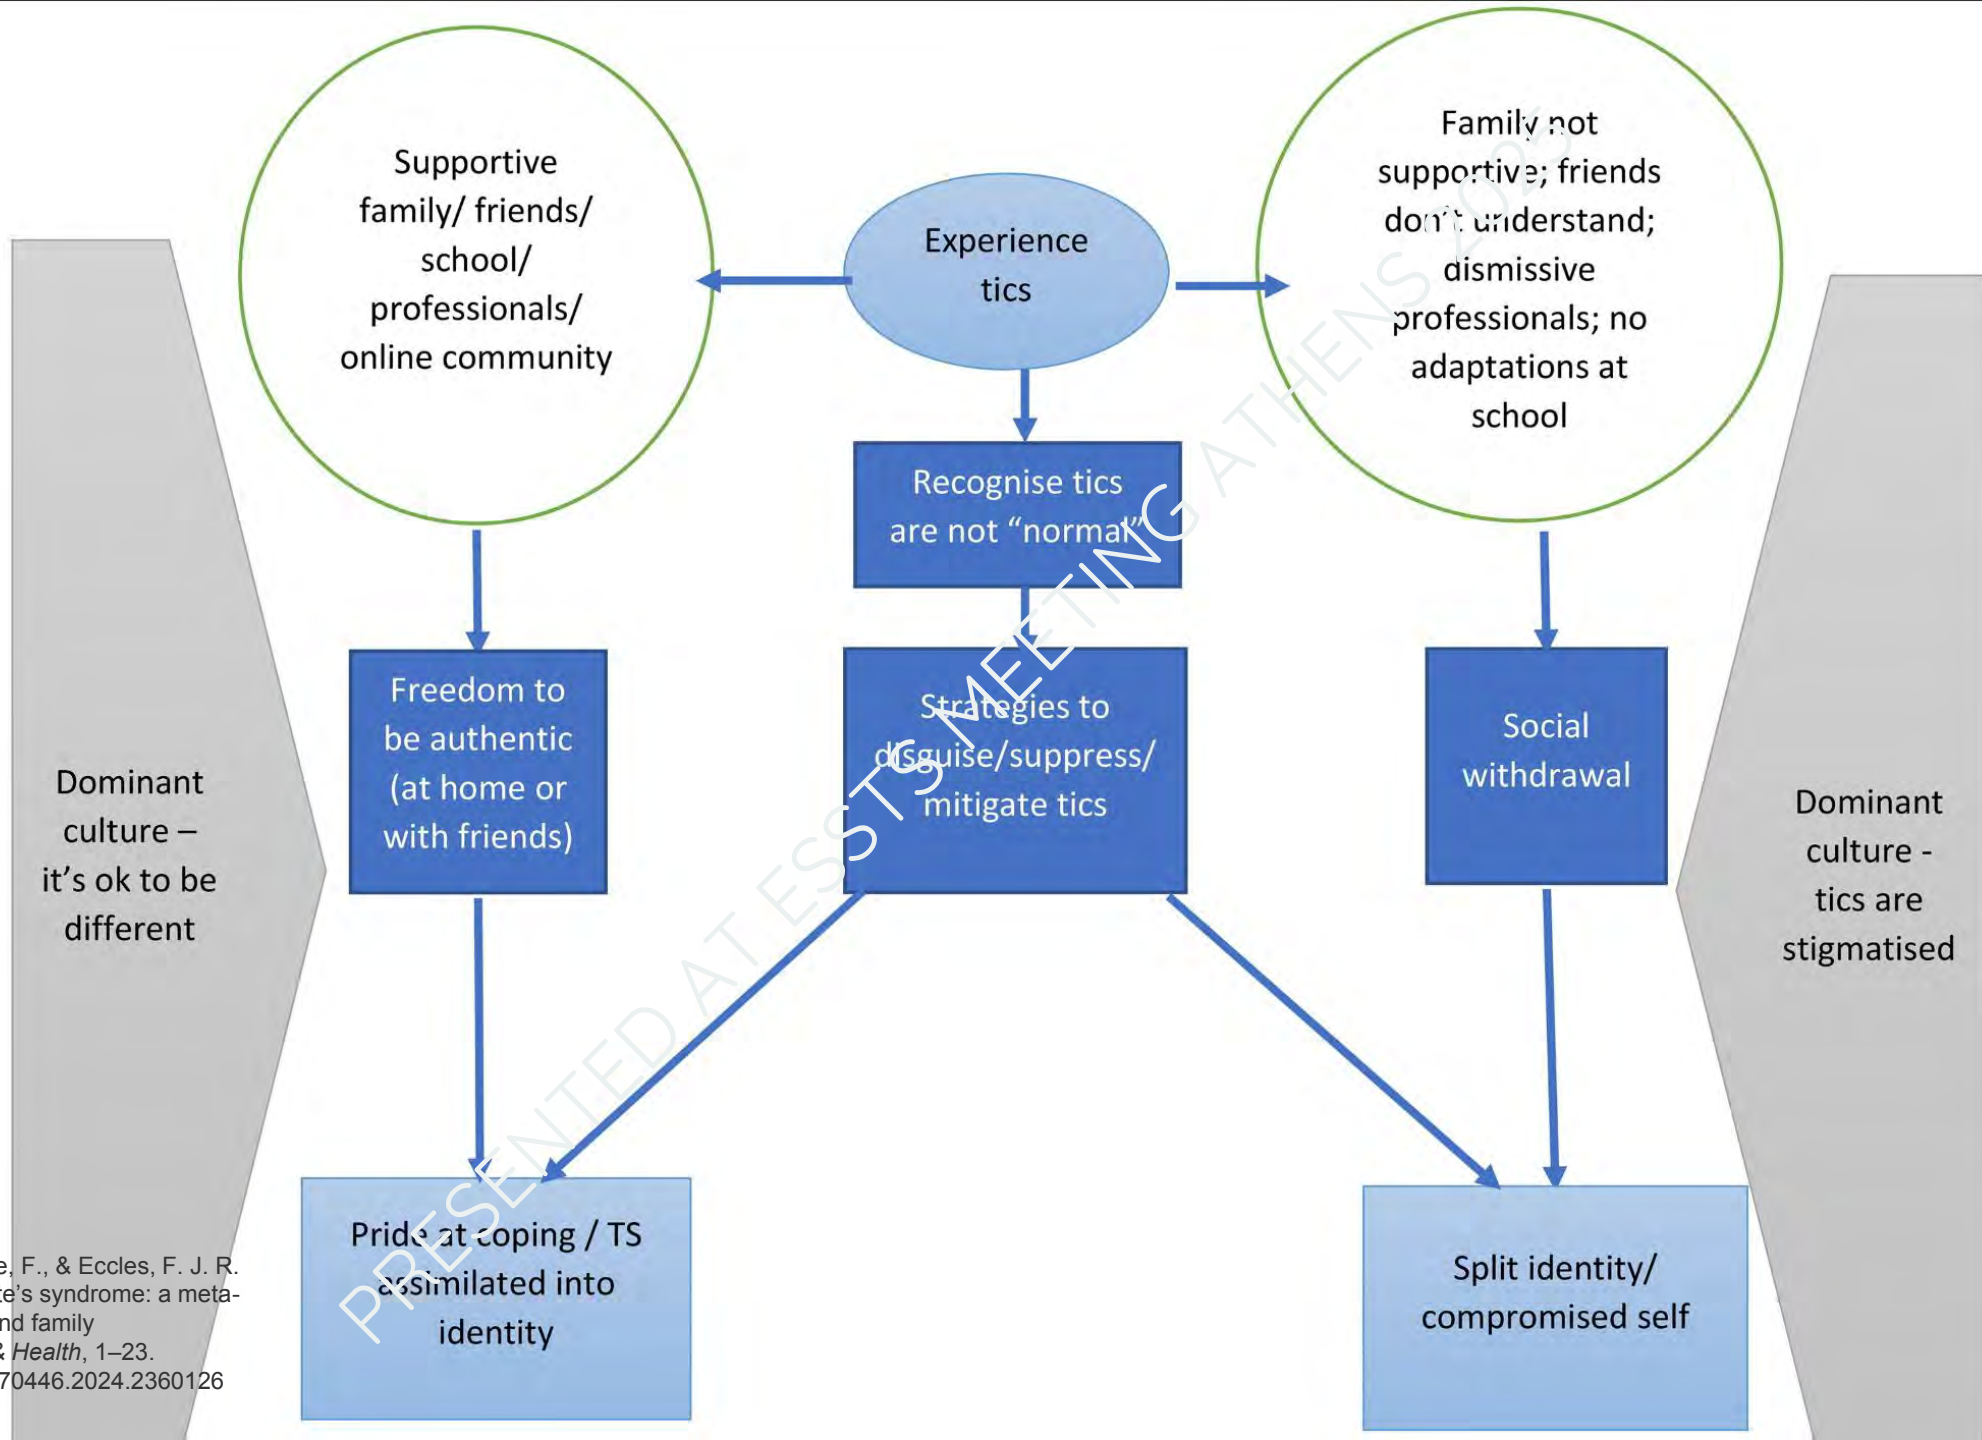 Supportive
family/ friends/
school/
professionals/
online community
Experience
tics
Family not
supportive; friends
don't understand;
dismissive
professionals; no
adaptations at
school
Recognise tics
are not “normal”
Freedom to
be authentic
(at home or
with friends)
Strategies to
disguise/suppress/
mitigate tics
Social
withdrawal
Dominant
culture –
it's ok to be
different
Dominant
culture -
tics are
stigmatised
Pride at coping / TS
assimilated into
identity
Split identity/
compromised self
e, F., & Eccles, F. J. R.
te’s syndrome: a meta-
nd family
& Health, 1–23.
70446.2024.2360126
PRESENTED AT ESSTS MEETING ATHENS 2025